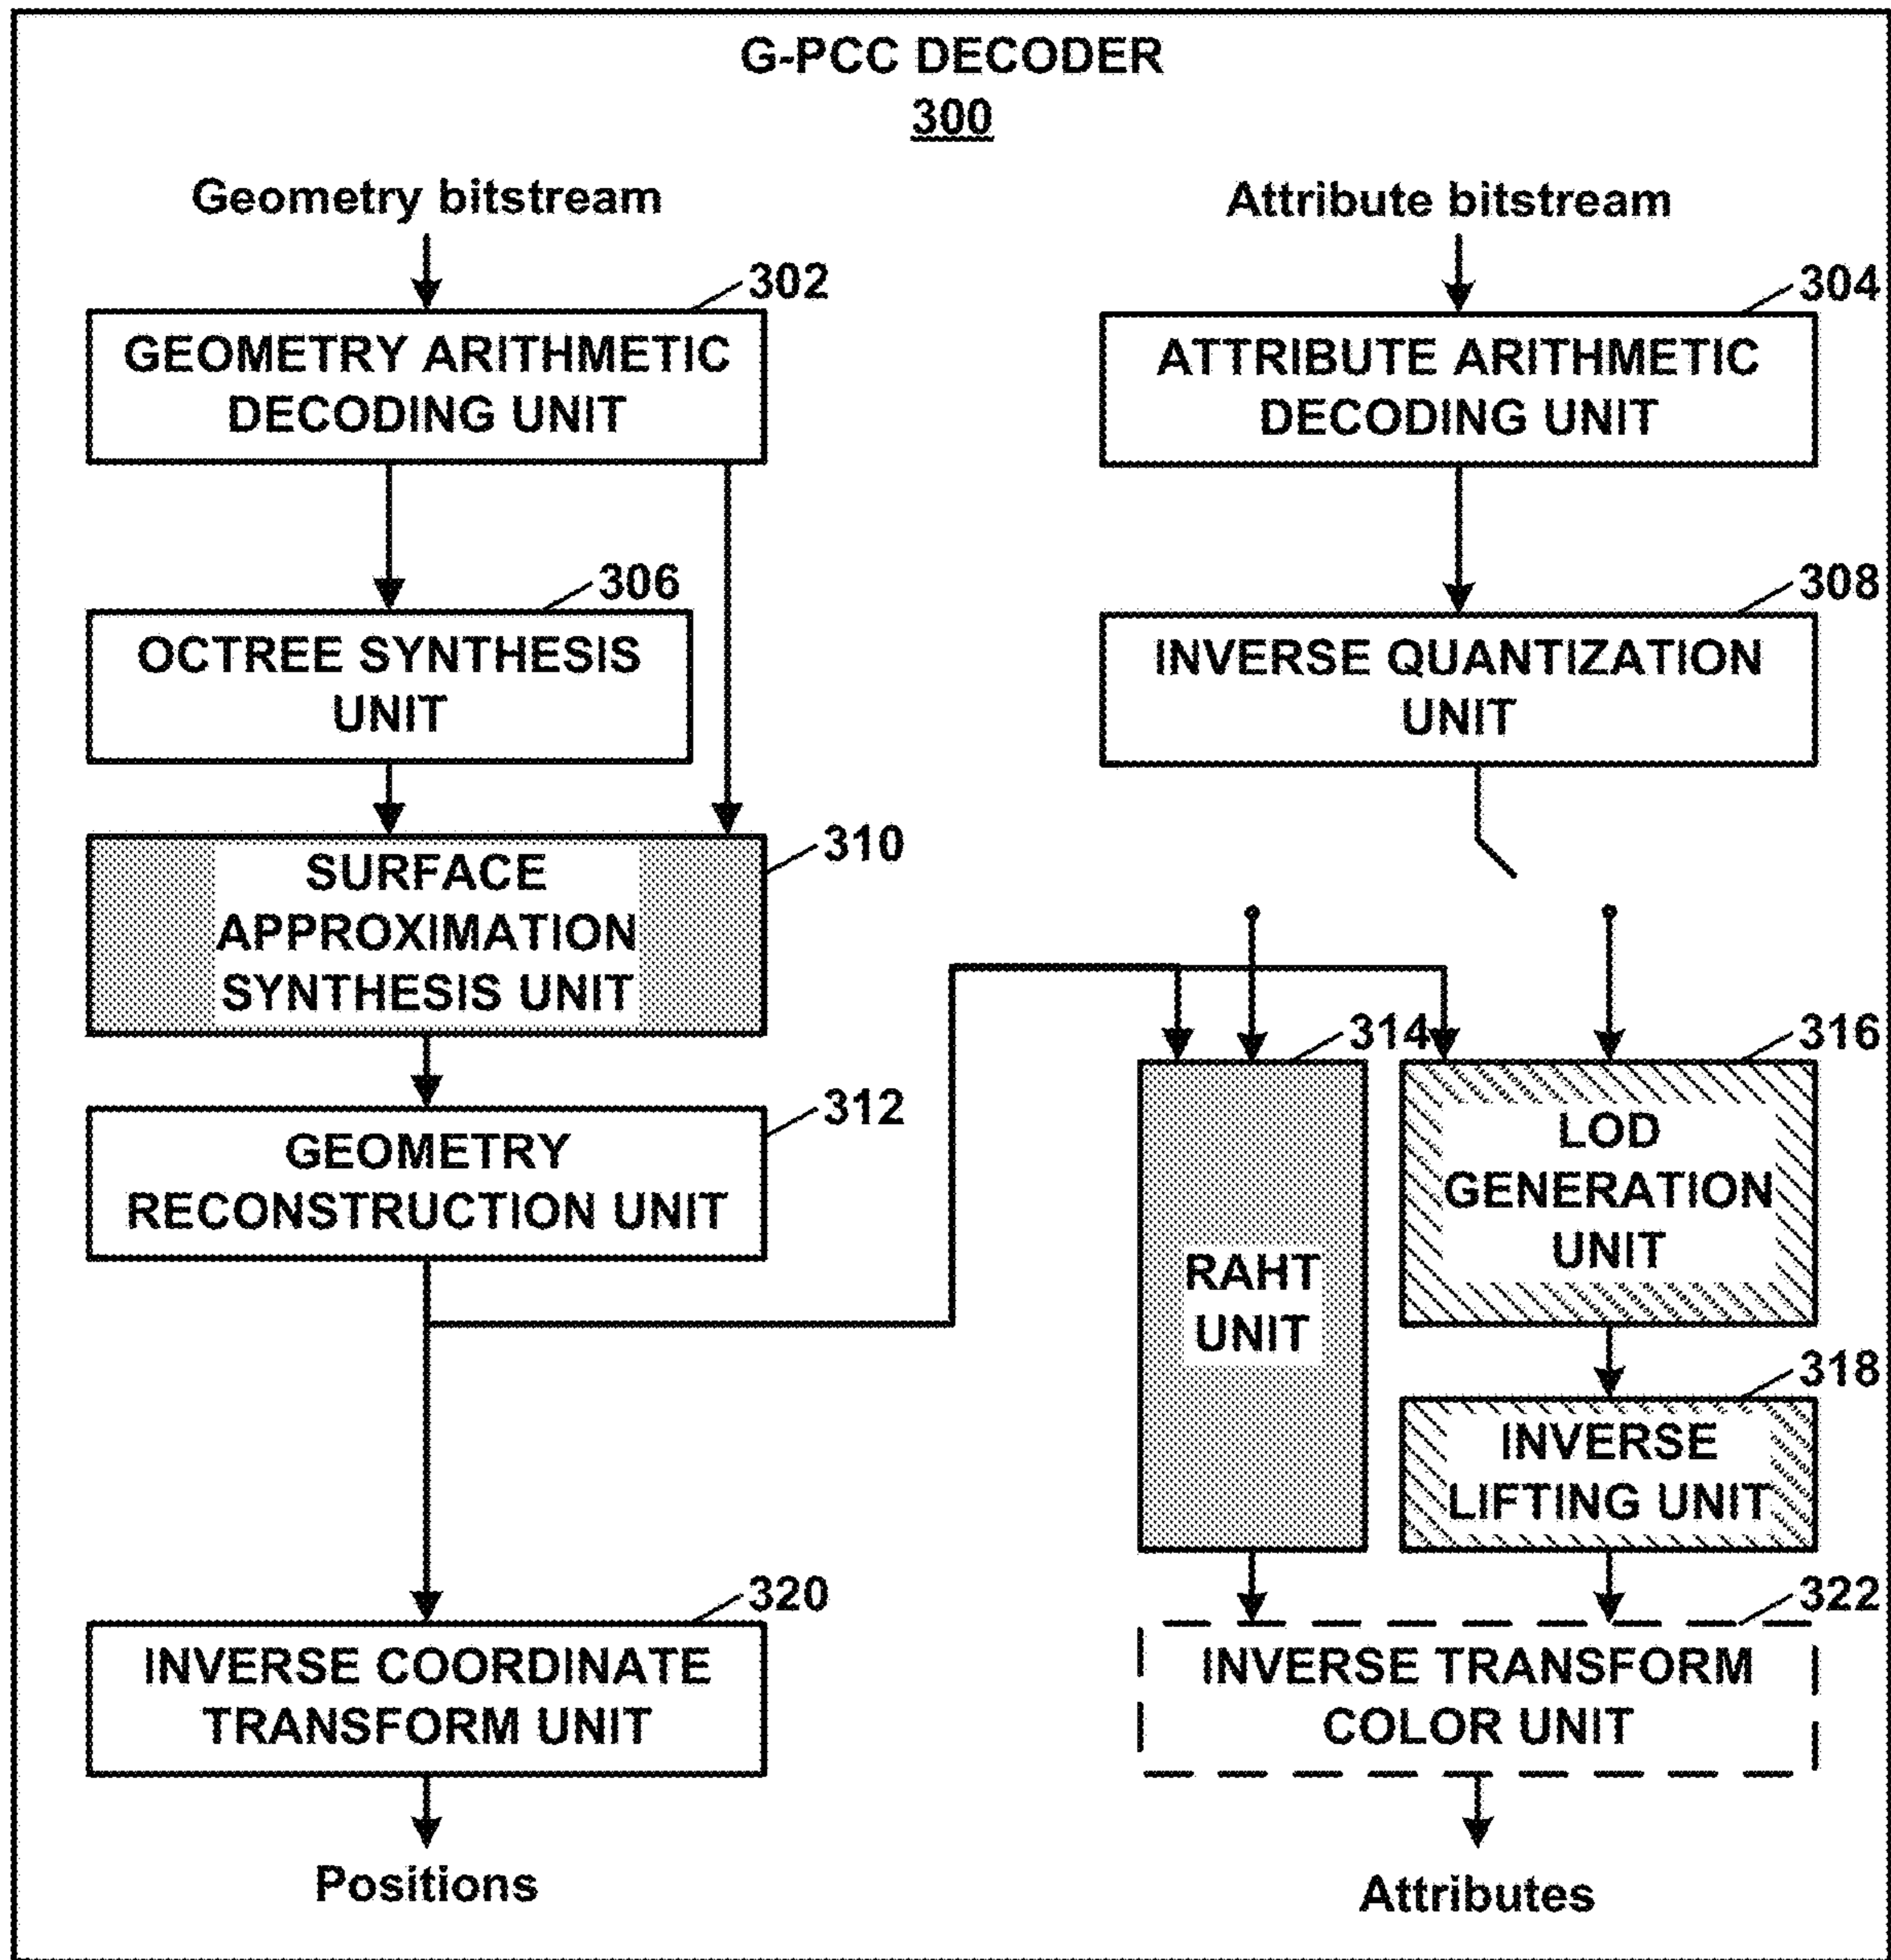 G-PCC DECODER
300
Geometry bitstream
302
GEOMETRY ARITHMETIC
DECODING UNIT
306
OCTREE SYNTHESIS
UNIT
310
SURFACE
APPROXIMATION
SYNTHESIS UNIT
312
GEOMETRY
RECONSTRUCTION UNIT
320
INVERSE COORDINATE
TRANSFORM UNIT
Positions
Attribute bitstream
304
ATTRIBUTE ARITHMETIC
DECODING UNIT
308
INVERSE QUANTIZATION
UNIT
314
RAHT
UNIT
316
LOD
GENERATION
UNIT
318
INVERSE
LIFTING UNIT
322
INVERSE TRANSFORM
COLOR UNIT
Attributes